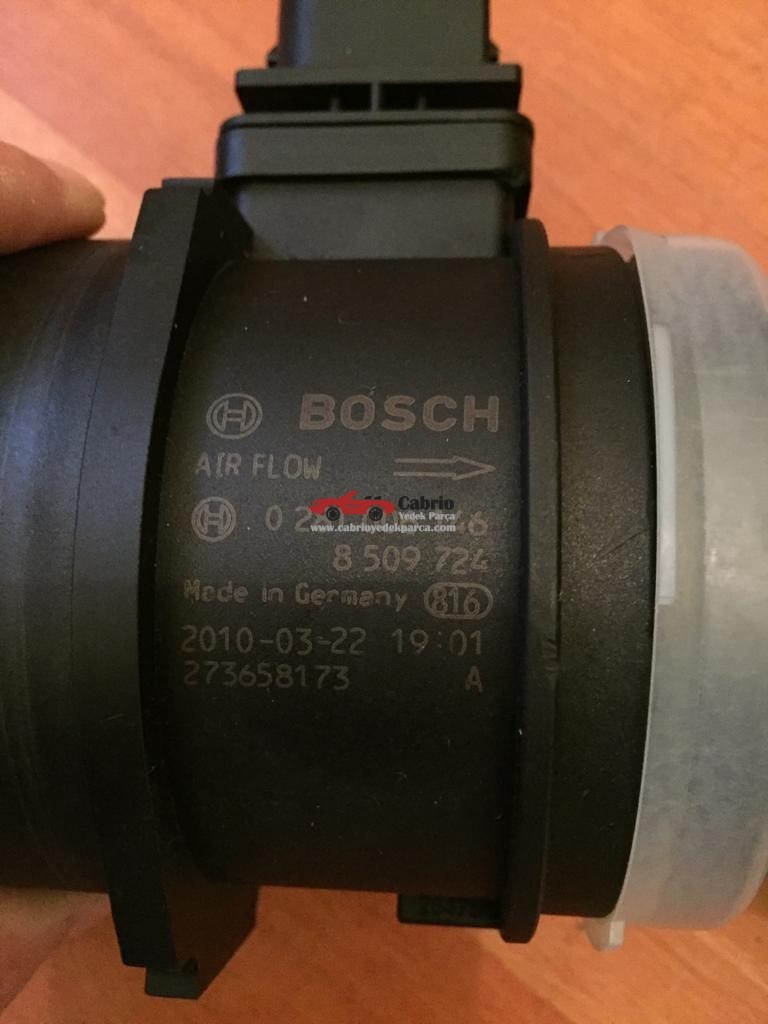 BOSCH
AIR FLOW
Cabrio
Yedek Parça
www.cabrioyedekparca.com
8 509 724
Made in Germany 816
2010-03-22 19:01
273658173 A